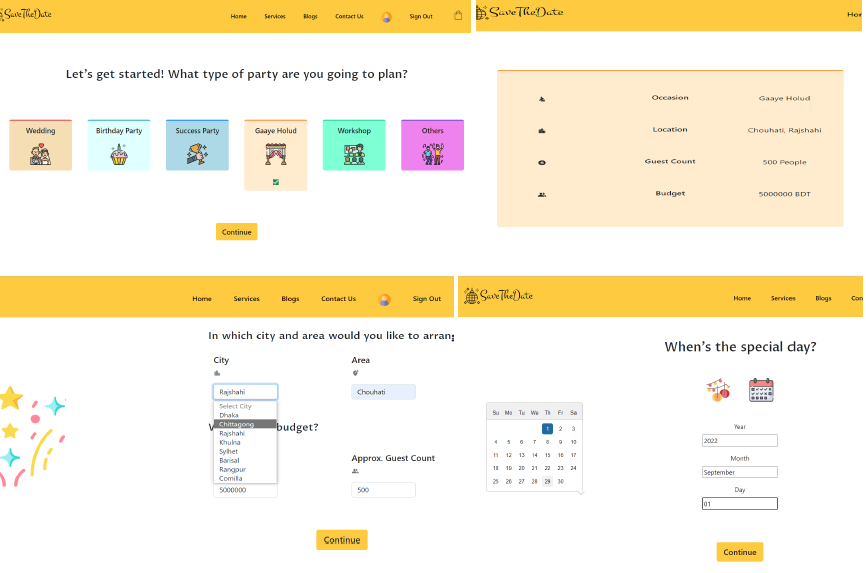 SaveTheDate
Home Services Blogs Contact Us Sign Out
Let's get started! What type of party are you going to plan?
Wedding
Birthday Party
Success Party
Gaaye Holud
Workshop
Others
Continue
SaveTheDate
Hor
Occasion Gaaye Holud
Location Chouhati, Rajshahi
Guest Count 500 People
Budget 5000000 BDT
Home Services Blogs Contact Us Sign Out
In which city and area would you like to arrang
City Area
Rajshahi Chouhati
Select City
Dhaka
Chittagong
Rajshahi
Khulna
Sylhet
Barisal
Rangpur
Comilla
W budget?
Approx. Guest Count
5000000 500
Continue
SaveTheDate
Home Services Blogs Con
When's the special day?
Su Mo Tu We Th Fr Sa
1 2 3
4 5 6 7 8 9 10
11 12 13 14 15 16 17
18 19 20 21 22 23 24
25 26 27 28 29 30
Year
2022
Month
September
Day
01
Continue